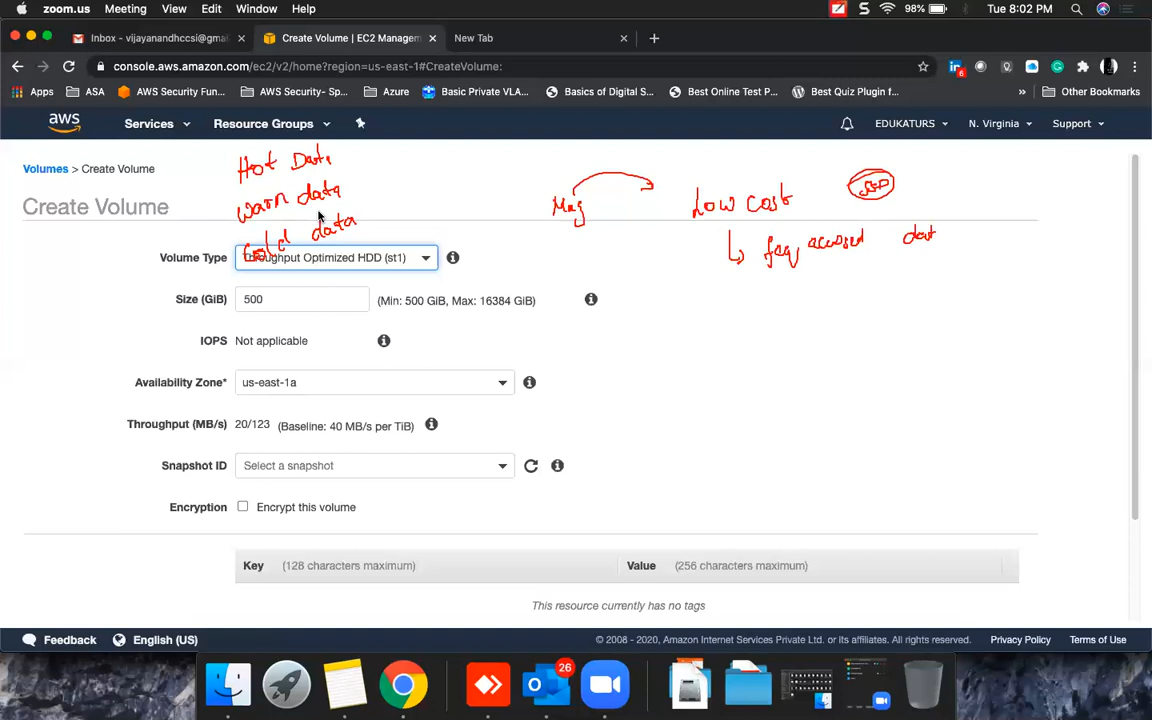 zoom.us Meeting View Edit Window Help 98% Tue 8:02 PM
Inbox - vijayanandhccsi@gma Create Volume | EC2 Managem New Tab
console.aws.amazon.com/ec2/v2/home?region=us-east-1#CreateVolume: 6
Apps ASA AWS Security Fun... AWS Security- Sp... Azure Basic Private VLA... Basics of Digital S... Best Online Test P... Best Quiz Plugin f... » Other Bookmarks
aws Services Resource Groups EDUKATURS N. Virginia Support
Volumes > Create Volume
Hot Data
Create Volume
Warm data
Cold data
Mag Low cost SSD
freq accessed dat
Volume Type Throughput Optimized HDD (st1)
Size (GiB) 500 (Min: 500 GiB, Max: 16384 GiB)
IOPS Not applicable
Availability Zone* us-east-1a
Throughput (MB/s) 20/123 (Baseline: 40 MB/s per TiB)
Snapshot ID Select a snapshot
Encryption Encrypt this volume
Key (128 characters maximum) Value (256 characters maximum)
This resource currently has no tags
Feedback English (US) © 2008 - 2020, Amazon Internet Services Private Ltd. or its affiliates. All rights reserved. Privacy Policy Terms of Use
26